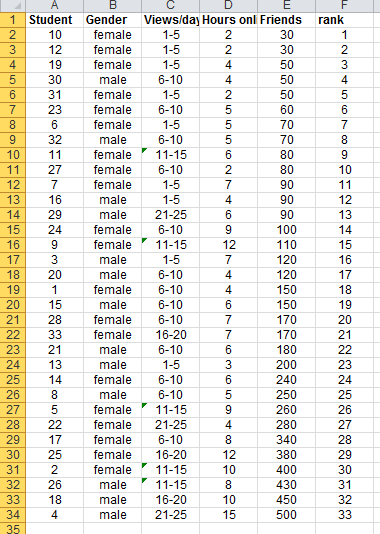 A B C D E F
1 Student Gender Views/day Hours onl Friends rank
2 10 female 1-5 2 30 1
3 12 female 1-5 2 30 2
4 19 female 1-5 4 50 3
5 30 male 6-10 4 50 4
6 31 female 1-5 2 50 5
7 23 female 6-10 5 60 6
8 6 female 1-5 5 70 7
9 32 male 6-10 5 70 8
10 11 female 11-15 6 80 9
11 27 female 6-10 2 80 10
12 7 female 1-5 7 90 11
13 16 male 1-5 4 90 12
14 29 male 21-25 6 90 13
15 24 female 6-10 9 100 14
16 9 female 11-15 12 110 15
17 3 male 1-5 7 120 16
18 20 male 6-10 4 120 17
19 1 female 6-10 4 150 18
20 15 male 6-10 6 150 19
21 28 female 6-10 7 170 20
22 33 female 16-20 7 170 21
23 21 male 6-10 6 180 22
24 13 male 1-5 3 200 23
25 14 female 6-10 6 240 24
26 8 male 6-10 5 250 25
27 5 female 11-15 9 260 26
28 22 female 21-25 4 280 27
29 17 female 6-10 8 340 28
30 25 female 16-20 12 380 29
31 2 female 11-15 10 400 30
32 26 male 11-15 8 430 31
33 18 male 16-20 10 450 32
34 4 male 21-25 15 500 33
35